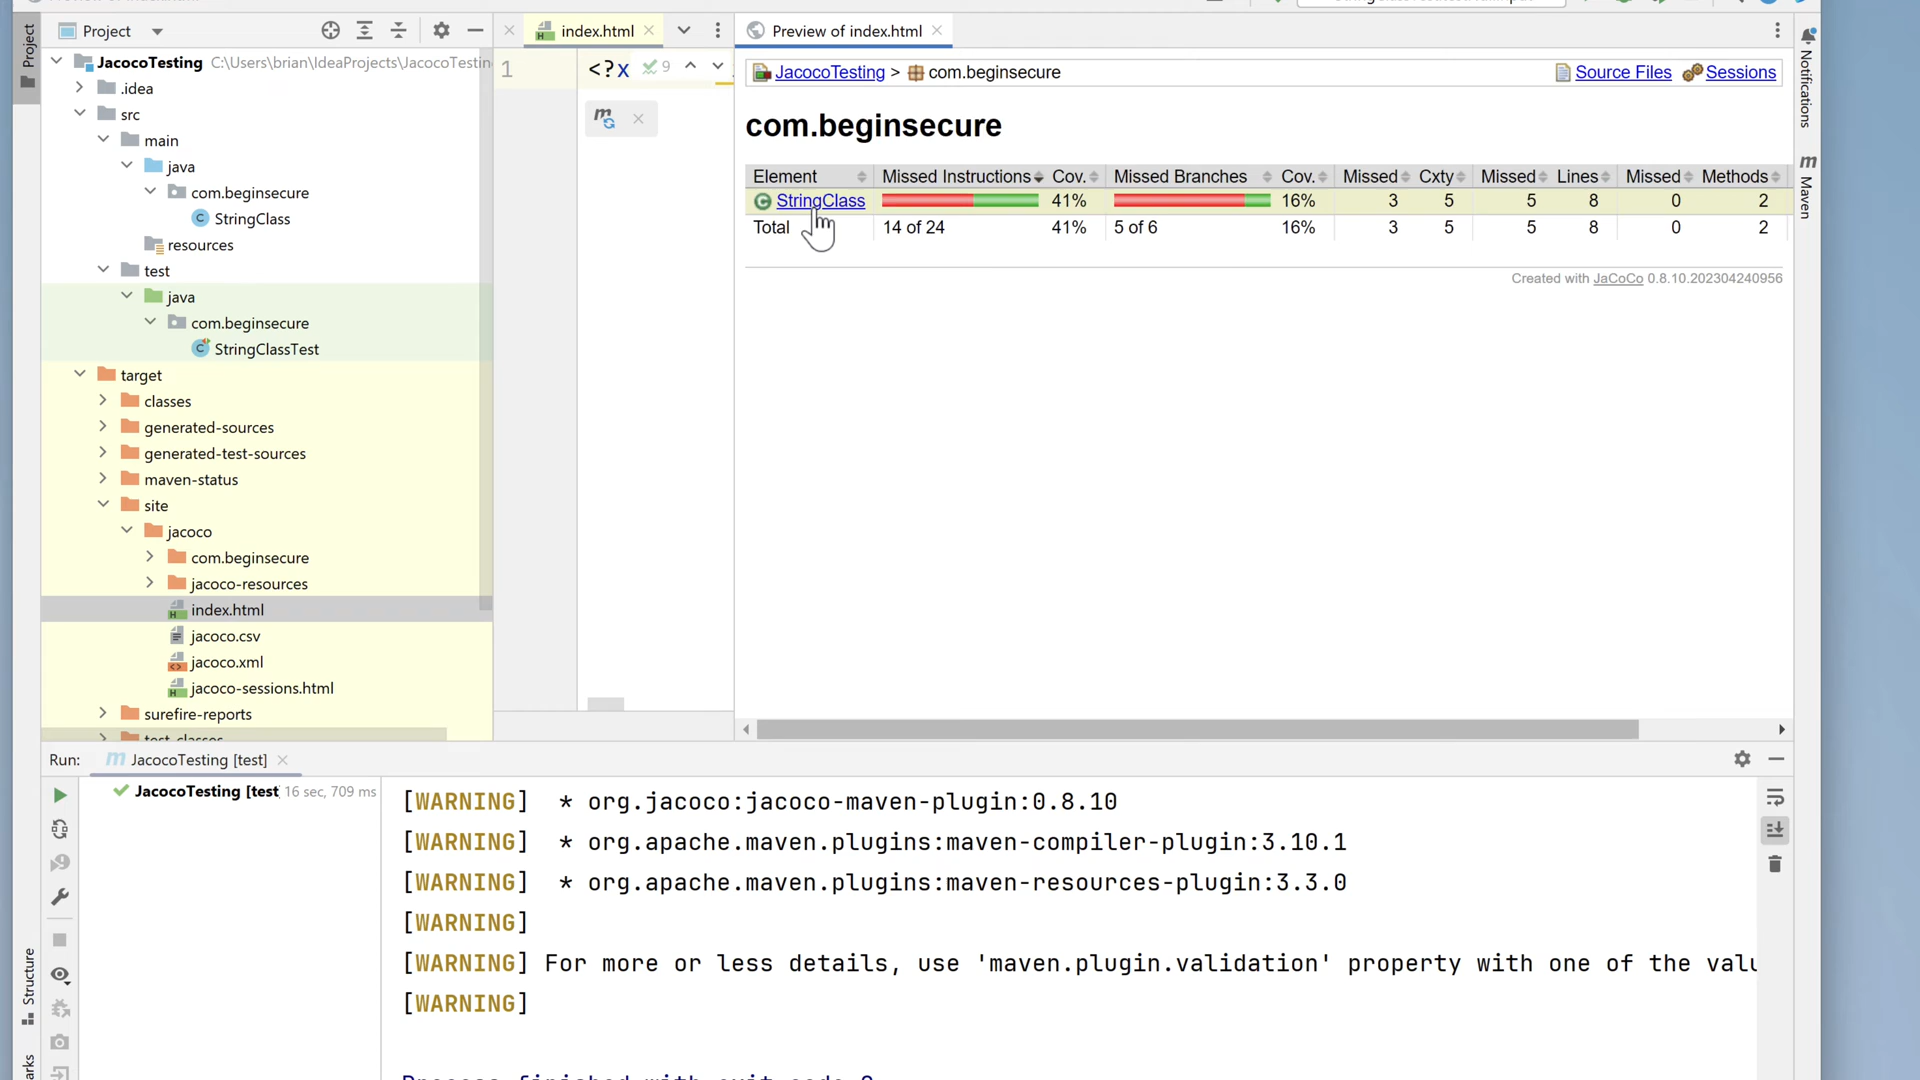 Project
Project
JacocoTesting C:\Users\brian\IdeaProjects\JacocoTestin
.idea
src
main
java
com.beginsecure
StringClass
resources
test
java
com.beginsecure
StringClassTest
target
classes
generated-sources
generated-test-sources
maven-status
site
jacoco
com.beginsecure
jacoco-resources
index.html
jacoco.csv
jacoco.xml
jacoco-sessions.html
surefire-reports
index.html
1 <?x 9
Preview of index.html
JacocoTesting > com.beginsecure Source Files Sessions
com.beginsecure
Element Missed Instructions Cov. Missed Branches Cov. Missed Cxty Missed Lines Missed Methods
StringClass 41% 16% 3 5 5 8 0 2
Total 14 of 24 41% 5 of 6 16% 3 5 5 8 0 2
Created with JaCoCo 0.8.10.202304240956
Notifications
Maven
Run: JacocoTesting [test]
JacocoTesting [test 16 sec, 709 ms
[WARNING]  * org.jacoco:jacoco-maven-plugin:0.8.10
[WARNING]  * org.apache.maven.plugins:maven-compiler-plugin:3.10.1
[WARNING]  * org.apache.maven.plugins:maven-resources-plugin:3.3.0
[WARNING]
[WARNING] For more or less details, use 'maven.plugin.validation' property with one of the valu
[WARNING]
Structure